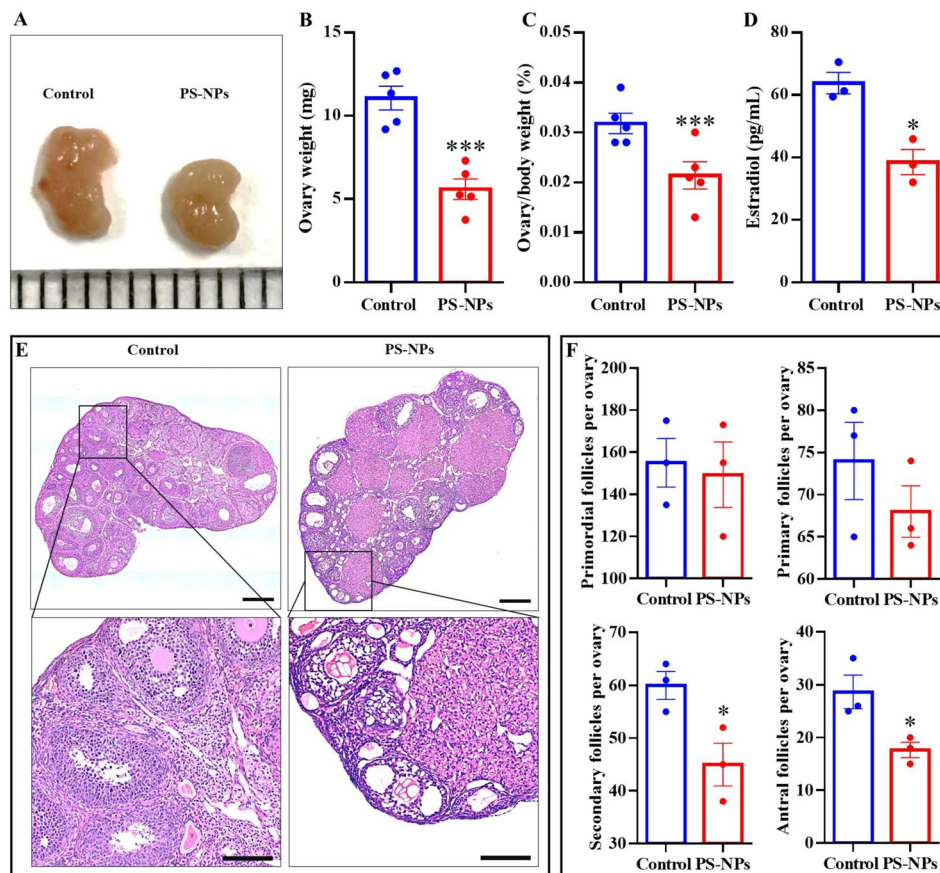 A
Control
PS-NPs
B
Ovary weight (mg)
15
10
5
0
***
Control
PS-NPs
C
Ovary/body weight (%)
0.05
0.04
0.03
0.02
0.01
0.00
***
Control
PS-NPs
D
Estradiol (pg/mL)
80
60
40
20
0
*
Control
PS-NPs
E
Control
PS-NPs
F
Primordial follicles per ovary
200
180
160
140
120
100
Control PS-NPs
Primary follicles per ovary
85
80
75
70
65
60
Control PS-NPs
Secondary follicles per ovary
70
60
50
40
30
*
Control PS-NPs
Antral follicles per ovary
40
30
20
10
0
*
Control PS-NPs